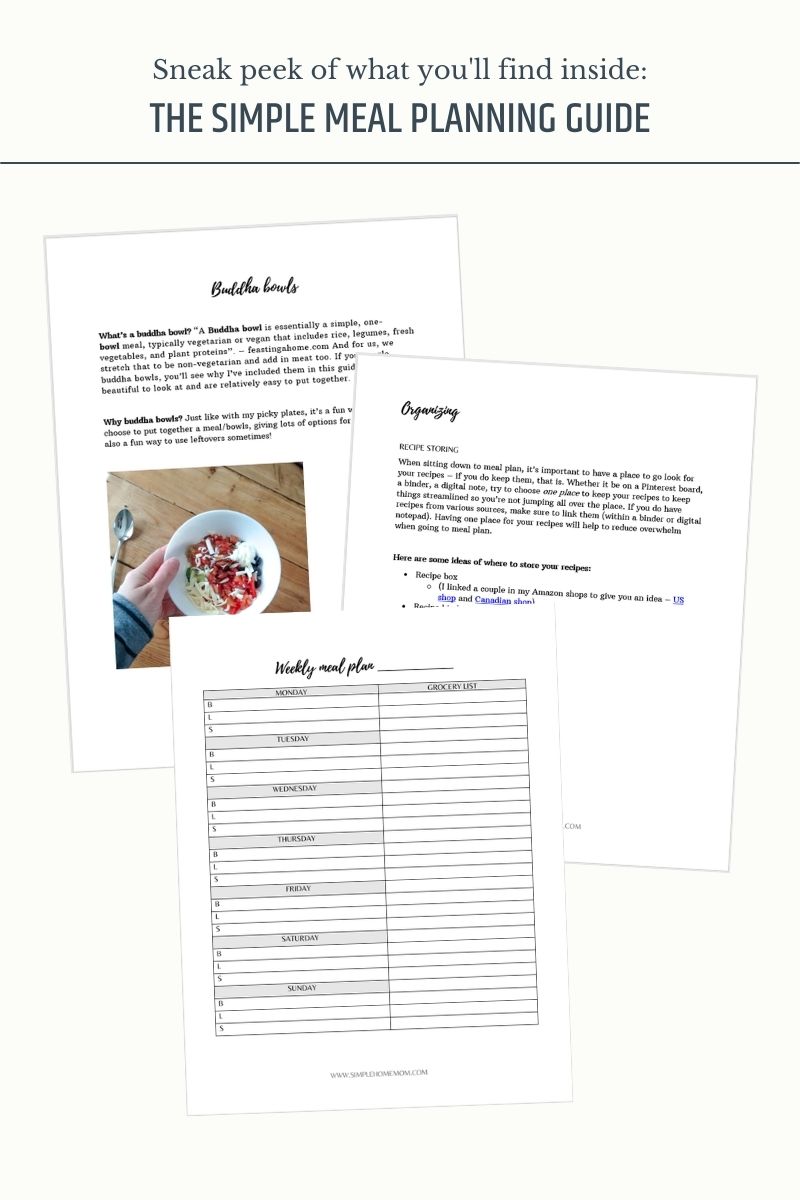 Sneak peek of what you'll find inside:
THE SIMPLE MEAL PLANNING GUIDE
Buddha bowls
What's a buddha bowl? “A Buddha bowl is essentially a simple, one-
bowl meal, typically vegetarian or vegan that includes rice, legumes, fresh
vegetables, and plant proteins”. – feastingathome.com And for us, we
stretch that to be non-vegetarian and add in meat too. If you
buddha bowls, you'll see why I've included them in this guid
beautiful to look at and are relatively easy to put together.
Why buddha bowls? Just like with my picky plates, it's a fun w
choose to put together a meal/bowls, giving lots of options for
also a fun way to use leftovers sometimes!
Organizing
RECIPE STORING
When sitting down to meal plan, it's important to have a place to go look for
your recipes – if you do keep them, that is. Whether it be on a Pinterest board,
a binder, a digital note, try to choose one place to keep your recipes to keep
things streamlined so you're not jumping all over the place. If you do have
recipes from various sources, make sure to link them (within a binder or digital
notepad). Having one place for your recipes will help to reduce overwhelm
when going to meal plan.
Here are some ideas of where to store your recipes:
• Recipe box
o (I linked a couple in my Amazon shops to give you an idea – US
shop and Canadian shop)
.COM
Weekly meal plan ____________
MONDAY GROCERY LIST
B
L
S
TUESDAY
B
L
S
WEDNESDAY
B
L
S
THURSDAY
B
L
S
FRIDAY
B
L
S
SATURDAY
B
L
S
SUNDAY
B
L
S
WWW.SIMPLEHOMEMOM.COM